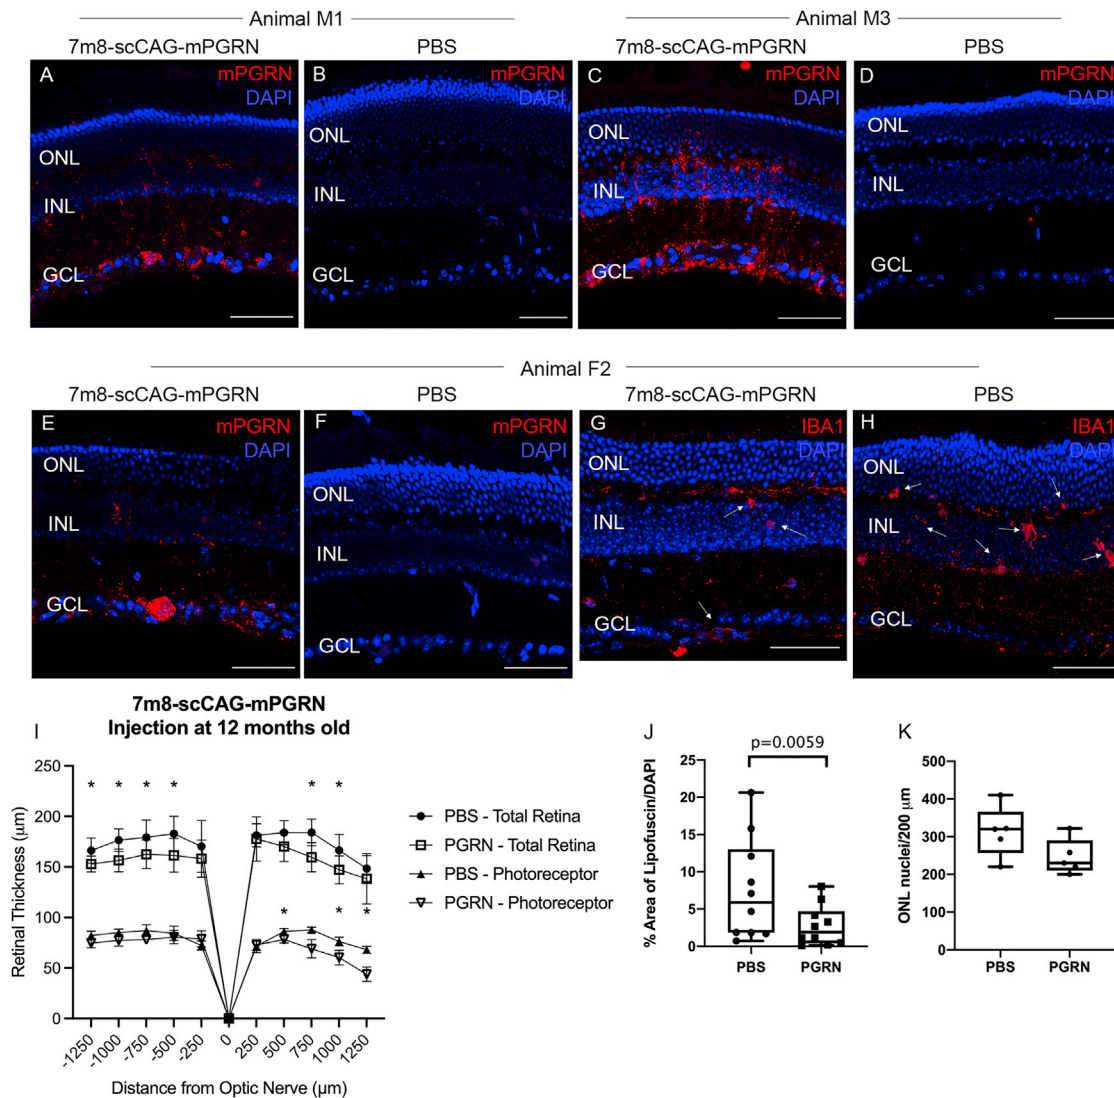 Animal M1
Animal M3
7m8-scCAG-mPGRN
PBS
7m8-scCAG-mPGRN
PBS
A
mPGRN
DAPI
ONL
INL
GCL
B
mPGRN
DAPI
ONL
INL
GCL
C
mPGRN
DAPI
ONL
INL
GCL
D
mPGRN
DAPI
ONL
INL
GCL
Animal F2
7m8-scCAG-mPGRN
PBS
7m8-scCAG-mPGRN
PBS
E
mPGRN
DAPI
ONL
INL
GCL
F
mPGRN
DAPI
ONL
INL
GCL
G
IBA1
DAPI
ONL
INL
GCL
H
IBA1
DAPI
ONL
INL
GCL
I
7m8-scCAG-mPGRN
Injection at 12 months old
Retinal Thickness (μm)
250
200
150
100
50
0
* * * * * *
* * *
-1250 -1000 -750 -500 -250 0 250 500 750 1000 1250
Distance from Optic Nerve (μm)
PBS - Total Retina
PGRN - Total Retina
PBS - Photoreceptor
PGRN - Photoreceptor
J
p=0.0059
% Area of Lipofuscin/DAPI
25
20
15
10
5
0
PBS PGRN
K
ONL nuclei/200 μm
500
400
300
200
100
0
PBS PGRN